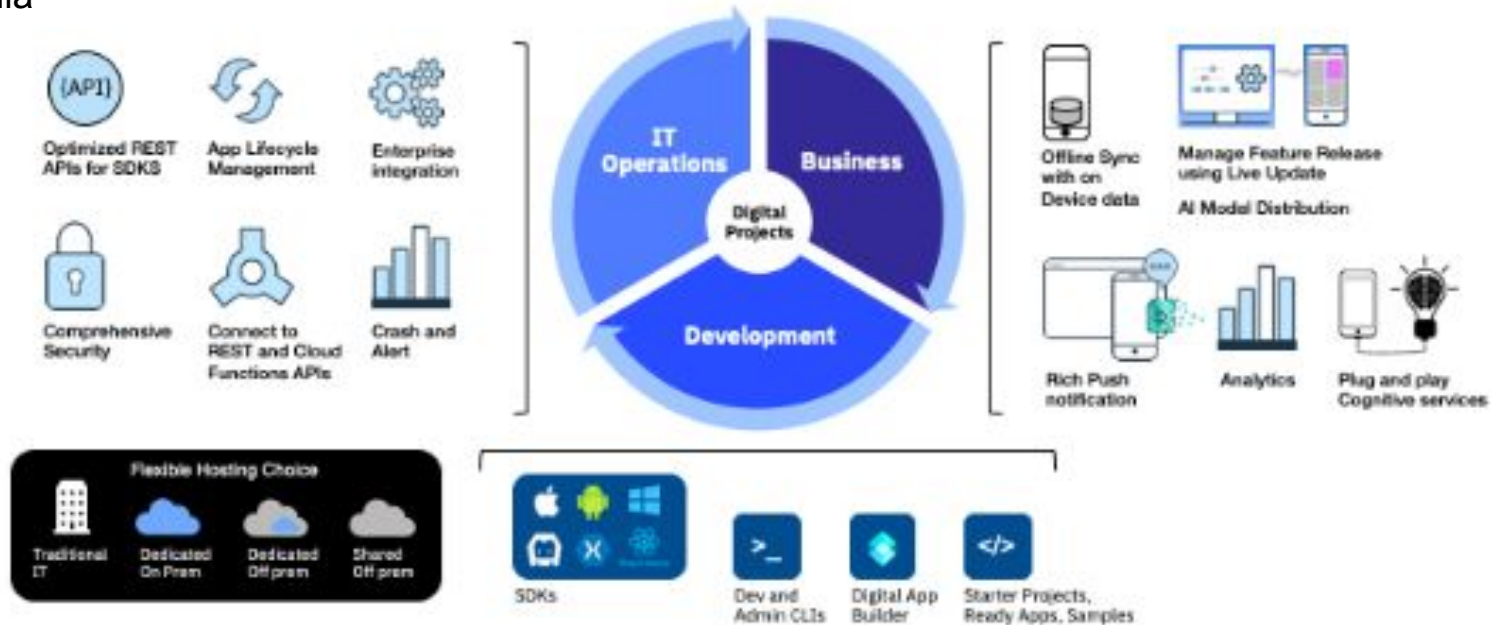 {API}
Optimized REST
APIs for SDKS
App Lifecycle
Management
Enterprise
integration
Comprehensive
Security
Connect to
REST and Cloud
Functions APIs
Crash and
Alert
IT
Operations
Business
Digital
Projects
Development
Offline Sync
with on
Device data
Manage Feature Release
using Live Update
AI Model Distribution
Rich Push
notification
Analytics
Plug and play
Cognitive services
Flexible Hosting Choice
Traditional
IT
Dedicated
On Prem
Dedicated
Off prem
Shared
Off prem
SDKs
>_
Dev and
Admin CLIs
Digital App
Builder
</>
Starter Projects,
Ready Apps, Samples